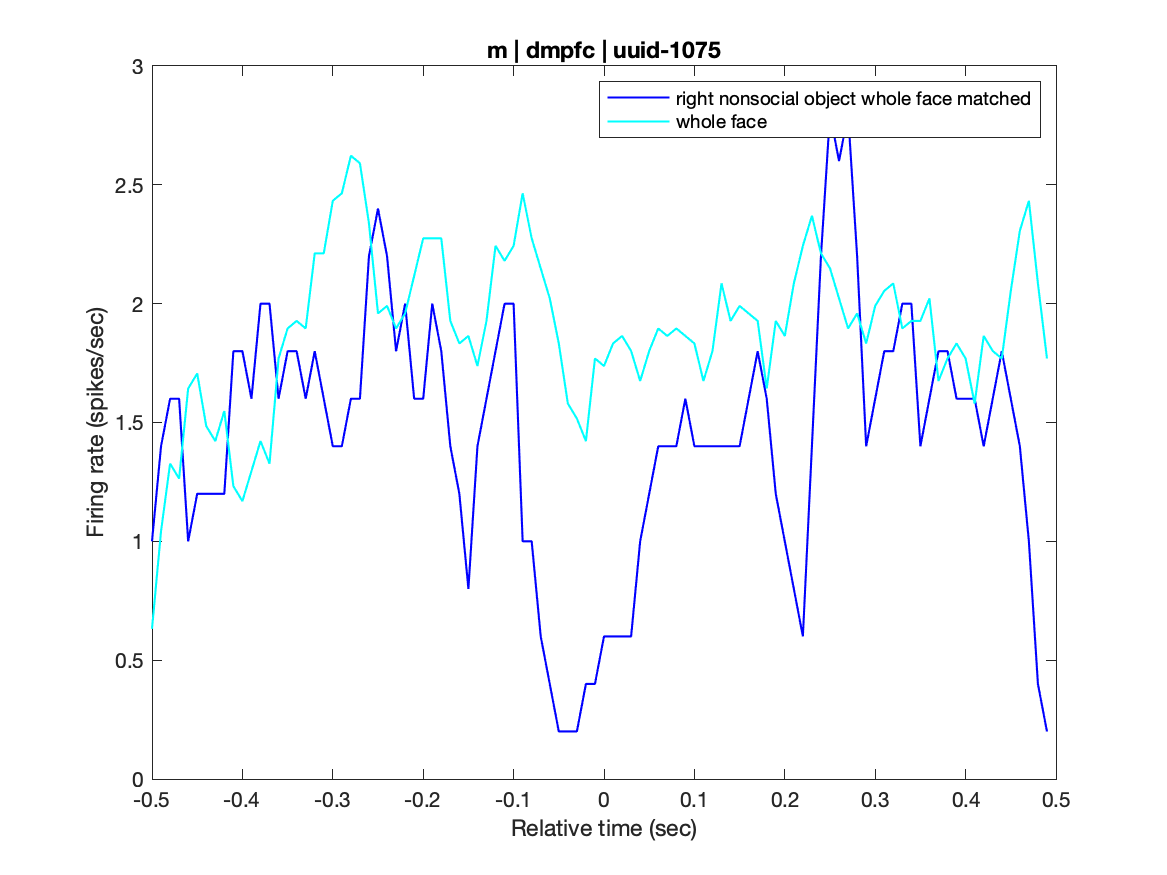 m | dmpfc | uuid-1075
3
right nonsocial object whole face matched
whole face
2.5
2
1.5
1
0.5
0
Firing rate (spikes/sec)
-0.5 -0.4 -0.3 -0.2 -0.1 0 0.1 0.2 0.3 0.4 0.5
Relative time (sec)